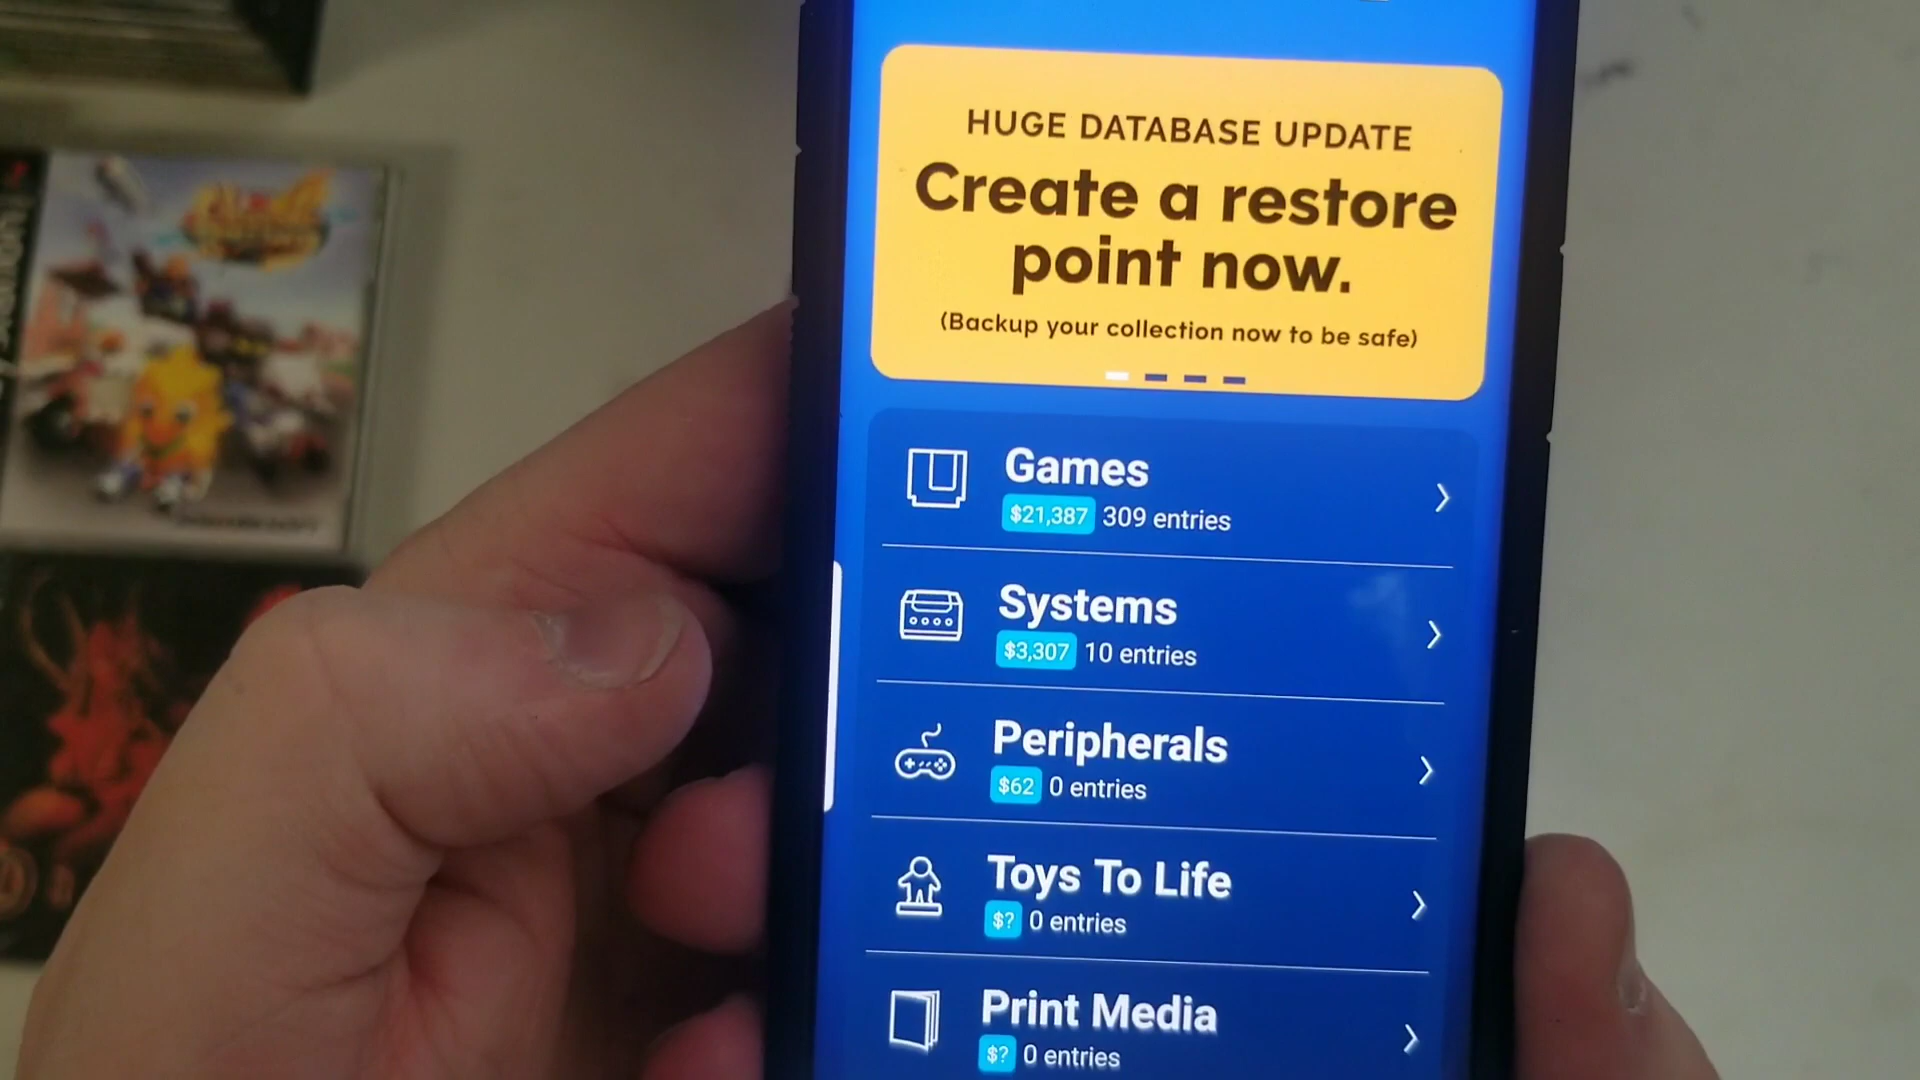 HUGE DATABASE UPDATE
Create a restore
point now.
(Backup your collection now to be safe)
Games
$21,387 309 entries
Systems
$3,307 10 entries
Peripherals
$62 0 entries
Toys To Life
$? 0 entries
Print Media
$? 0 entries